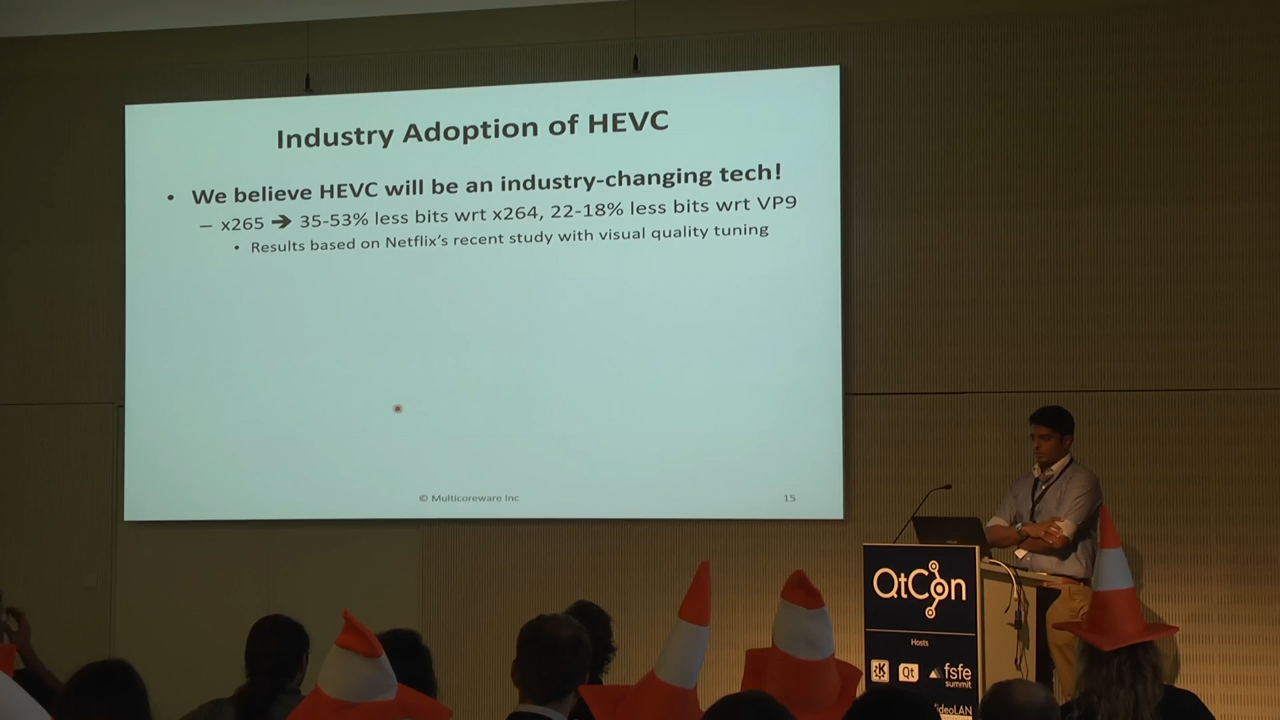 Industry Adoption of HEVC
• We believe HEVC will be an industry-changing tech!
– x265 ➔ 35-53% less bits wrt x264, 22-18% less bits wrt VP9
• Results based on Netflix's recent study with visual quality tuning
© Multicoreware Inc
15
QtCon
Hosts
Qt
fsfe
summit
ideoLAN